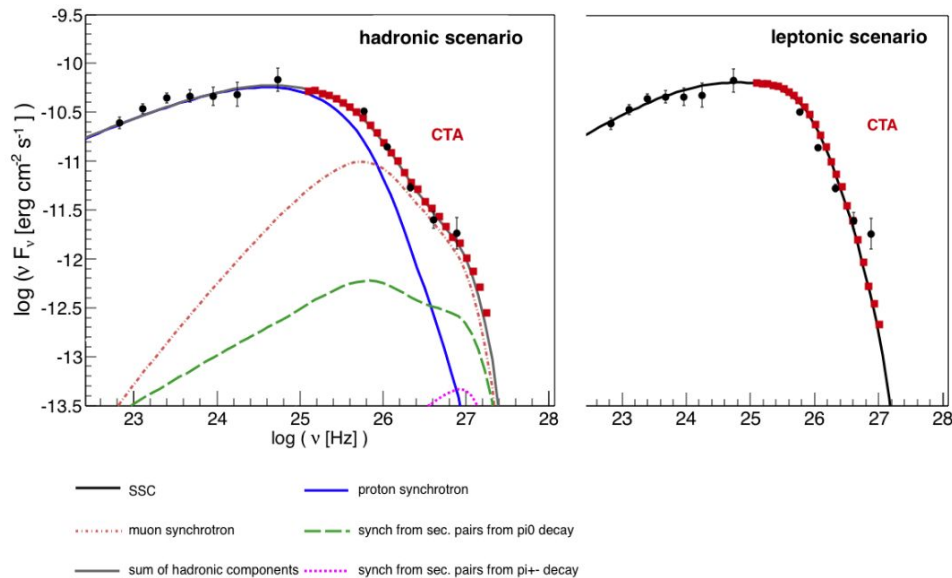 hadronic scenario
leptonic scenario
CTA
CTA
log (ν Fν [erg cm-2 s-1 ] )
-9.5
-10
-10.5
-11
-11.5
-12
-12.5
-13
-13.5
23 24 25 26 27 28
23 24 25 26 27 28
log ( ν [Hz] )
SSC
proton synchrotron
muon synchrotron
synch from sec. pairs from pi0 decay
sum of hadronic components
synch from sec. pairs from pi+- decay